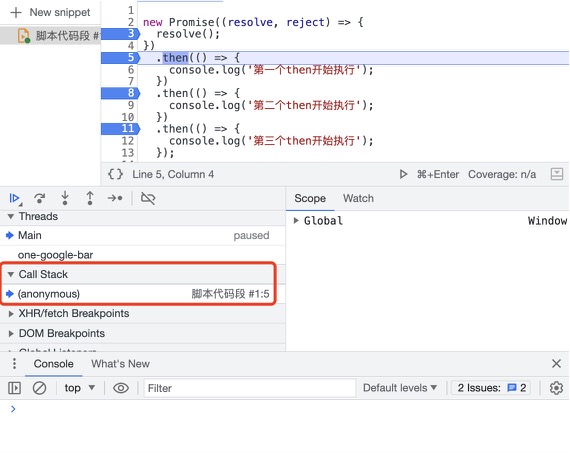 New snippet
脚本代码段 #
1
2 new Promise((resolve, reject) => {
3 resolve();
4 })
5 .then(() => {
6 console.log('第一个then开始执行');
7 })
8 .then(() => {
9 console.log('第二个then开始执行');
10 })
11 .then(() => {
12 console.log('第三个then开始执行');
13 });
{} Line 5, Column 4 ⌘+Enter Coverage: n/a
Threads
Main paused
one-google-bar
Call Stack
(anonymous) 脚本代码段 #1:5
XHR/fetch Breakpoints
DOM Breakpoints
Global Listeners
Scope Watch
Global Window
Console What's New
top Filter Default levels 2 Issues: 2